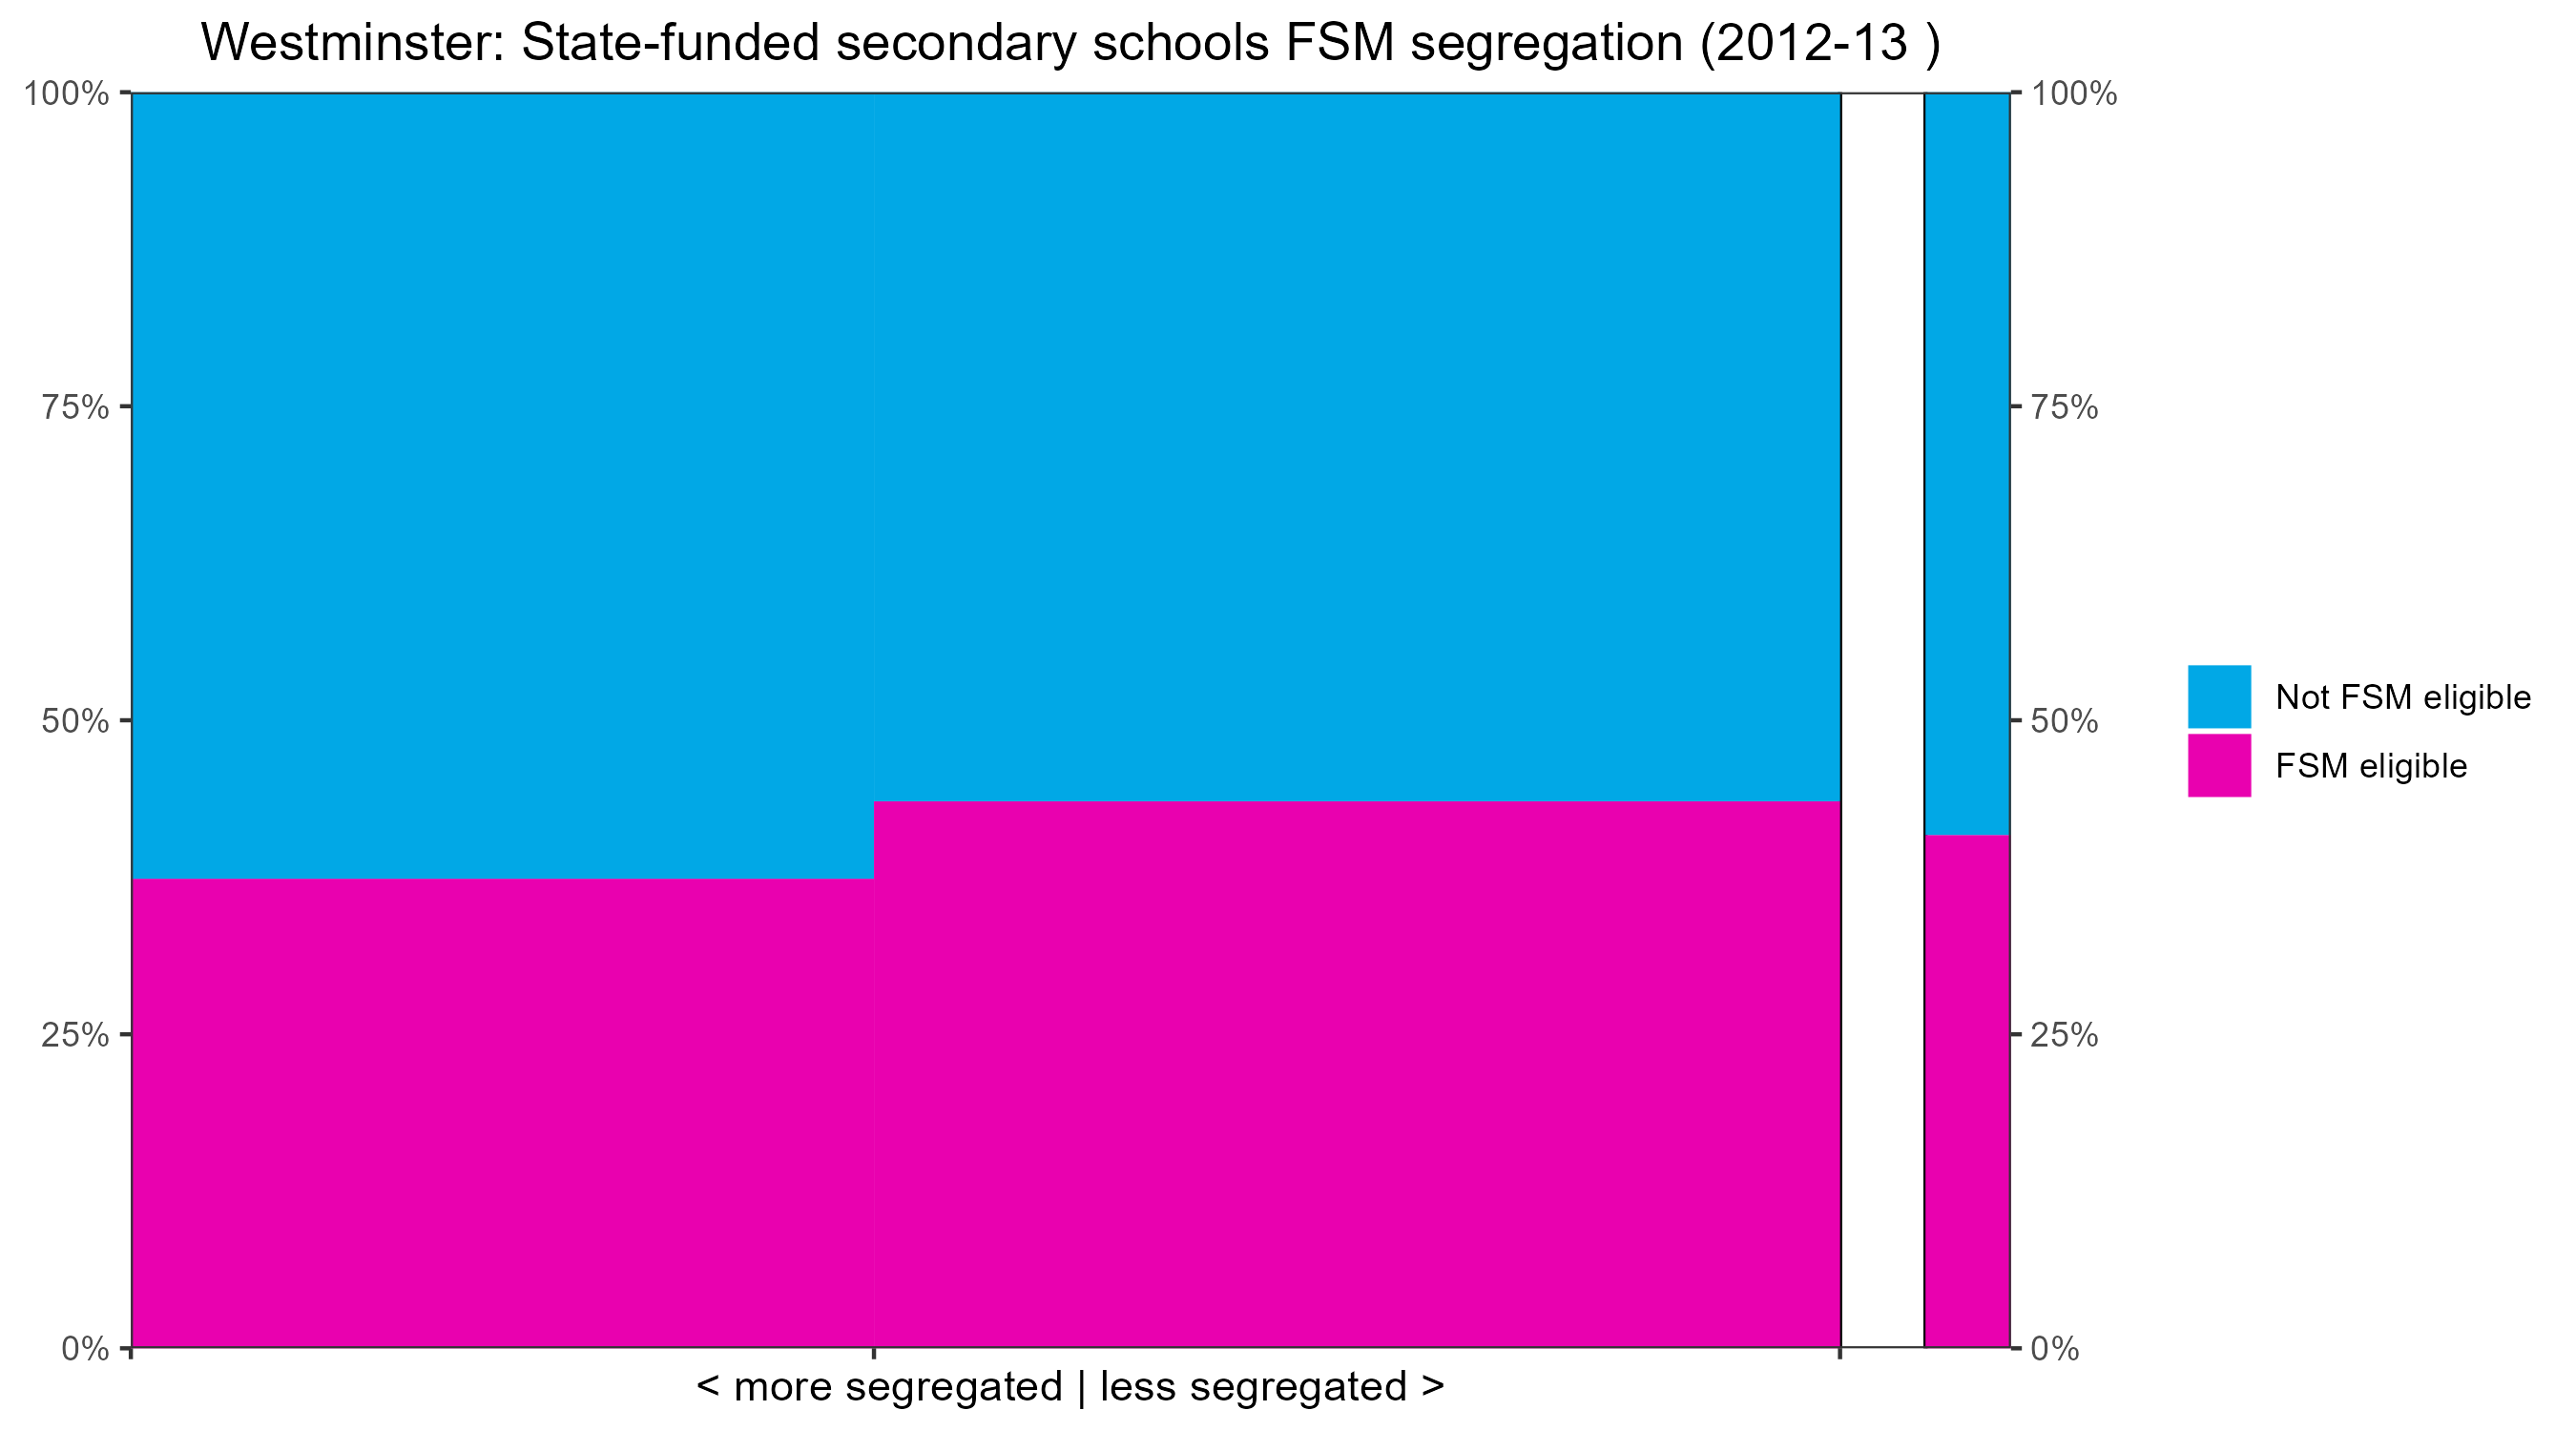 Westminster: State-funded secondary schools FSM segregation (2012-13 )
100%
75%
50%
25%
0%
100%
75%
50%
25%
0%
Not FSM eligible
FSM eligible
< more segregated | less segregated >